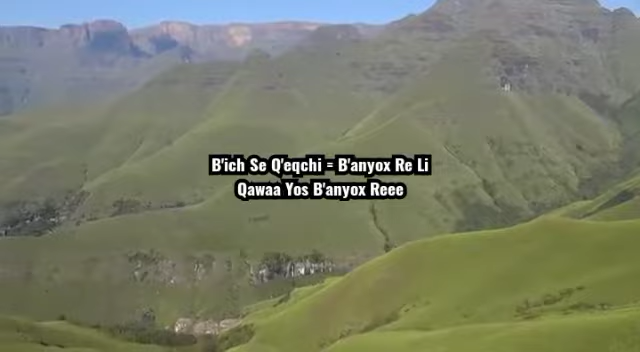 B'ich Se Q'eqchi = B'anyox Re Li
Qawaa Yos B'anyox Reee